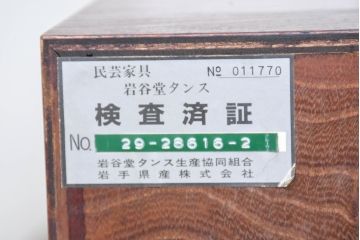 民芸家具 № 011770
岩谷堂タンス
検査済証
No. 29-28616-2
岩谷堂タンス生産協同組合
岩手県産株式会社